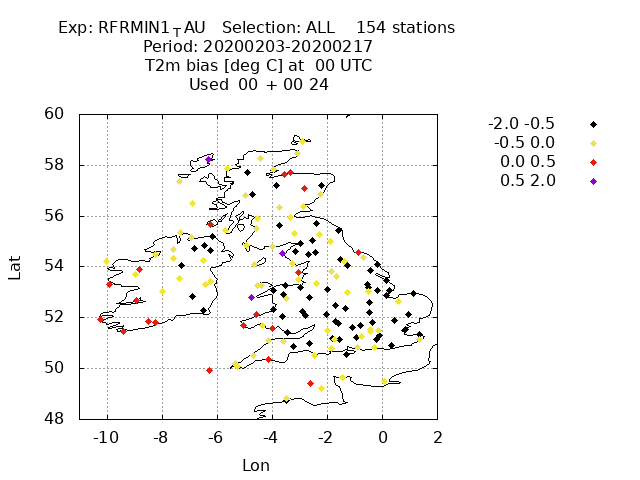 Exp: RFRMIN1_TAU Selection: ALL 154 stations
Period: 20200203-20200217
T2m bias [deg C] at 00 UTC
Used 00 + 00 24
60
58
56
54
52
50
48
-10 -8 -6 -4 -2 0 2
Lat
Lon
-2.0 -0.5
-0.5 0.0
0.0 0.5
0.5 2.0